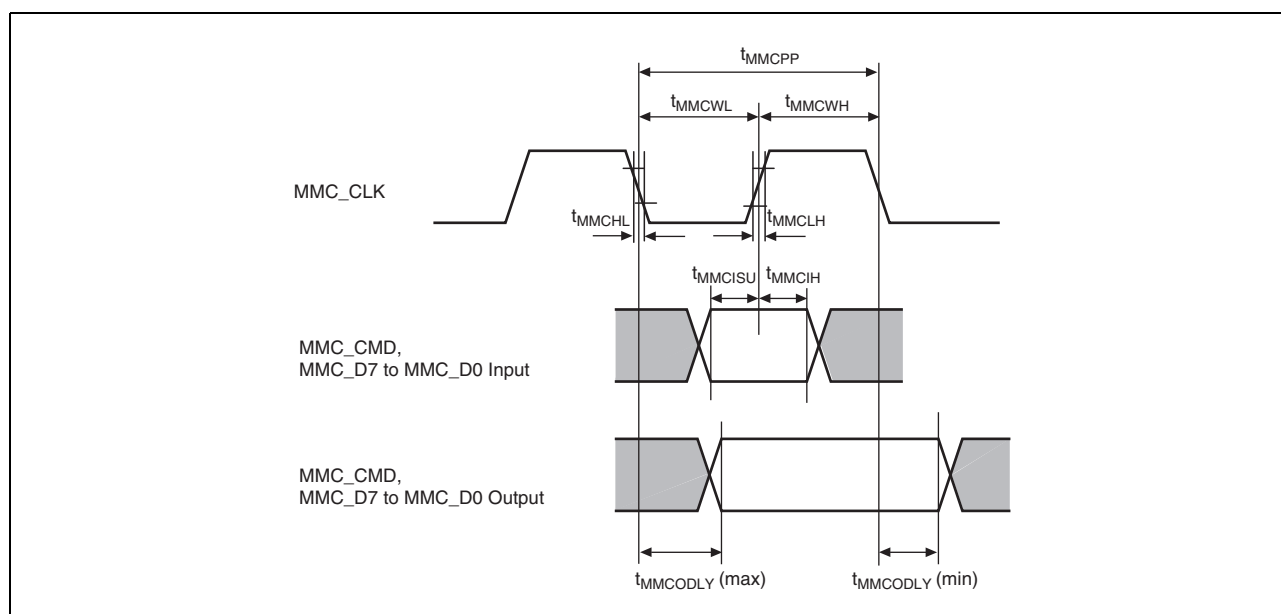 tMMCPP
tMMCWL
tMMCWH
MMC_CLK
tMMCHL
tMMCLH
tMMCISU
tMMCIH
MMC_CMD,
MMC_D7 to MMC_D0 Input
MMC_CMD,
MMC_D7 to MMC_D0 Output
tMMCODLY (max)
tMMCODLY (min)